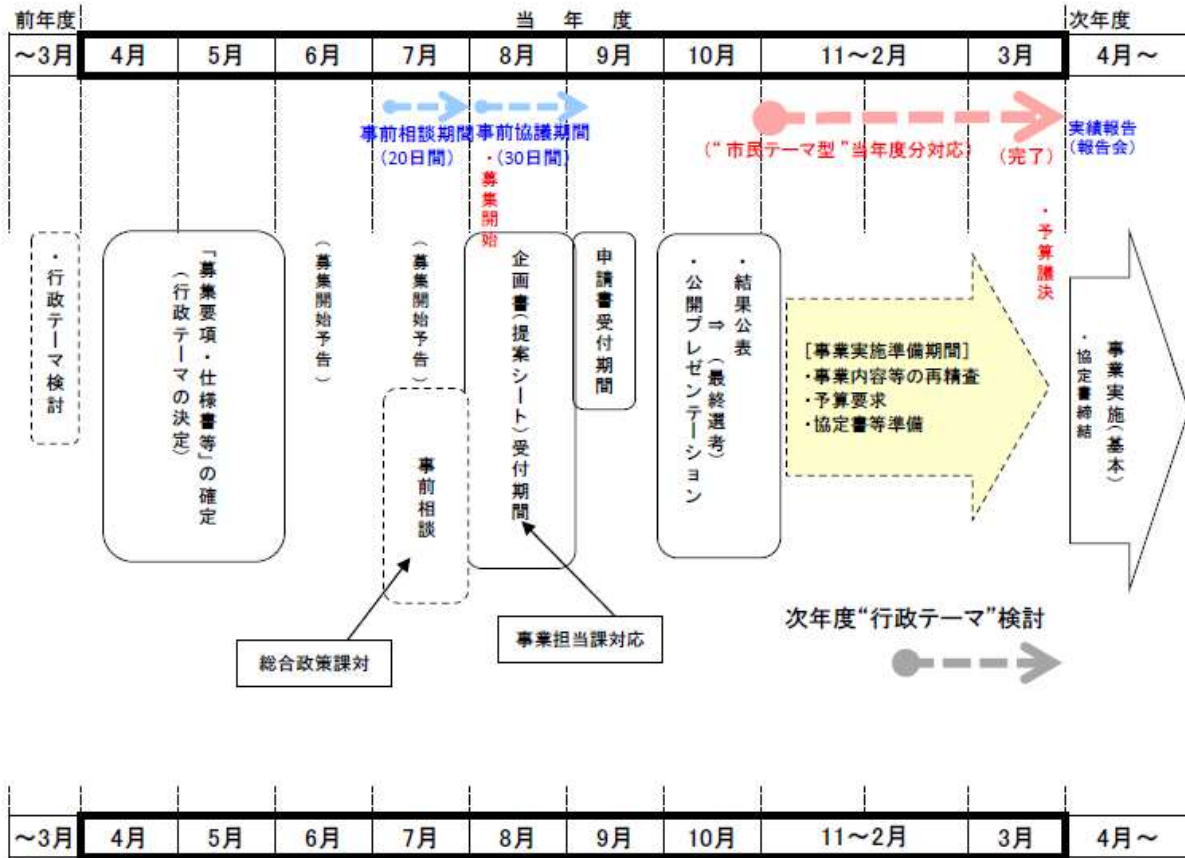 前年度 当年度 次年度
～3月 4月 5月 6月 7月 8月 9月 10月 11～2月 3月 4月～
事前相談期間
(20日間)
事前協議期間
(30日間)
・募集開始
(“市民テーマ型”当年度分対応)
(完了)
実績報告
(報告会)
・行政テーマ検討
「募集要項・仕様書等」の確定
(行政テーマの決定)
(募集開始予告)
(募集開始予告)
事前相談
企画書(提案シート)受付期間
申請書受付期間
・結果公表
⇒(最終選考)
・公開プレゼンテーション
[事業実施準備期間]
・事業内容等の再精査
・予算要求
・協定書等準備
・予算議決
事業実施(基本)
・協定書締結
総合政策課対
事業担当課対応
次年度“行政テーマ”検討
～3月 4月 5月 6月 7月 8月 9月 10月 11～2月 3月 4月～